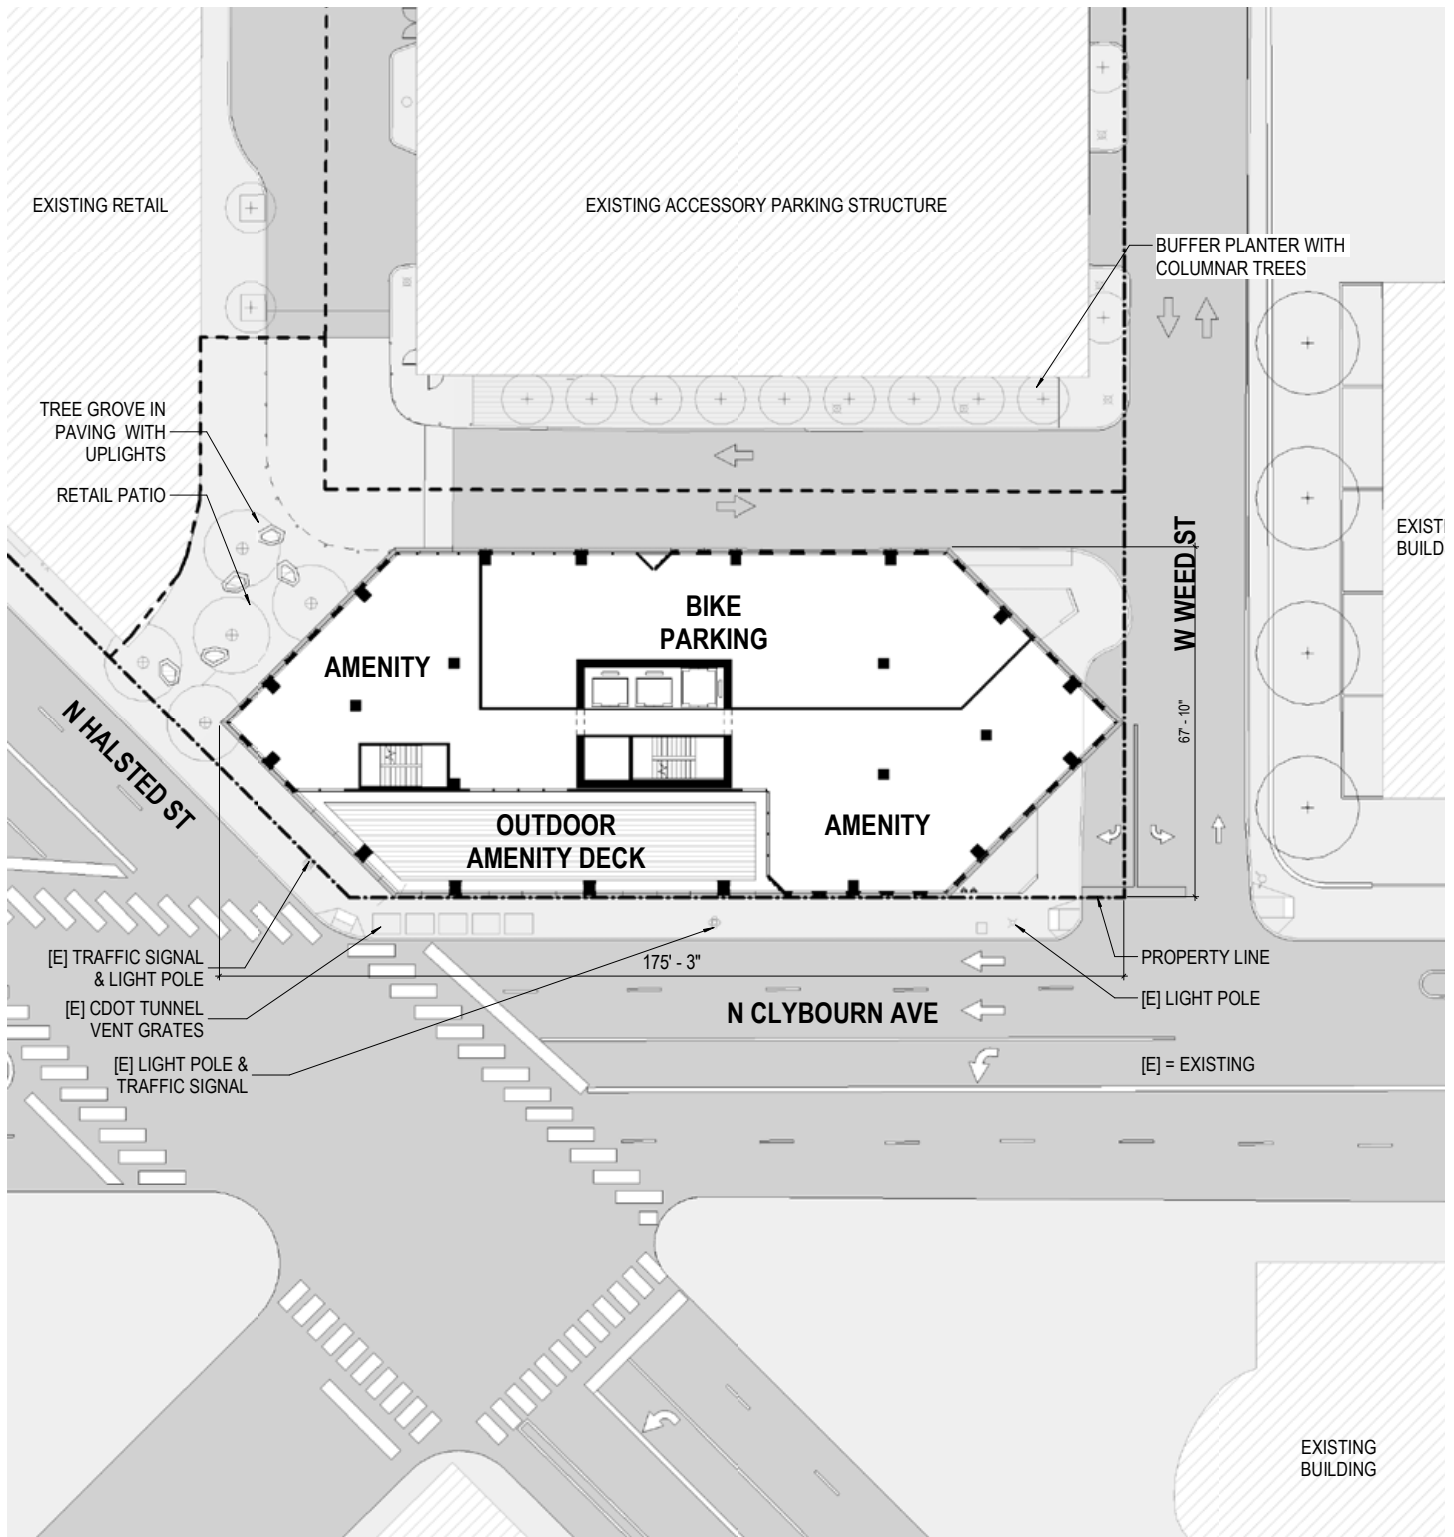 EXISTING RETAIL
EXISTING ACCESSORY PARKING STRUCTURE
BUFFER PLANTER WITH
COLUMNAR TREES
TREE GROVE IN
PAVING WITH
UPLIGHTS
RETAIL PATIO
W WEED ST
EXISTI
BUILD
BIKE
PARKING
AMENITY
67' - 10"
N HALSTED ST
OUTDOOR
AMENITY DECK
AMENITY
[E] TRAFFIC SIGNAL
& LIGHT POLE
175' - 3"
PROPERTY LINE
[E] CDOT TUNNEL
VENT GRATES
N CLYBOURN AVE
[E] LIGHT POLE
[E] LIGHT POLE &
TRAFFIC SIGNAL
[E] = EXISTING
EXISTING
BUILDING